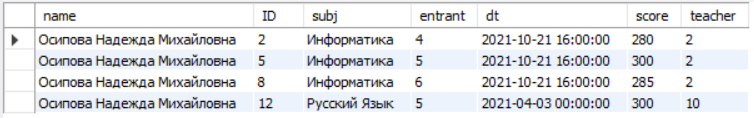 name ID subj entrant dt score teacher
Осипова Надежда Михайловна 2 Информатика 4 2021-10-21 16:00:00 280 2
Осипова Надежда Михайловна 5 Информатика 5 2021-10-21 16:00:00 300 2
Осипова Надежда Михайловна 8 Информатика 6 2021-10-21 16:00:00 285 2
Осипова Надежда Михайловна 12 Русский Язык 5 2021-04-03 00:00:00 300 10